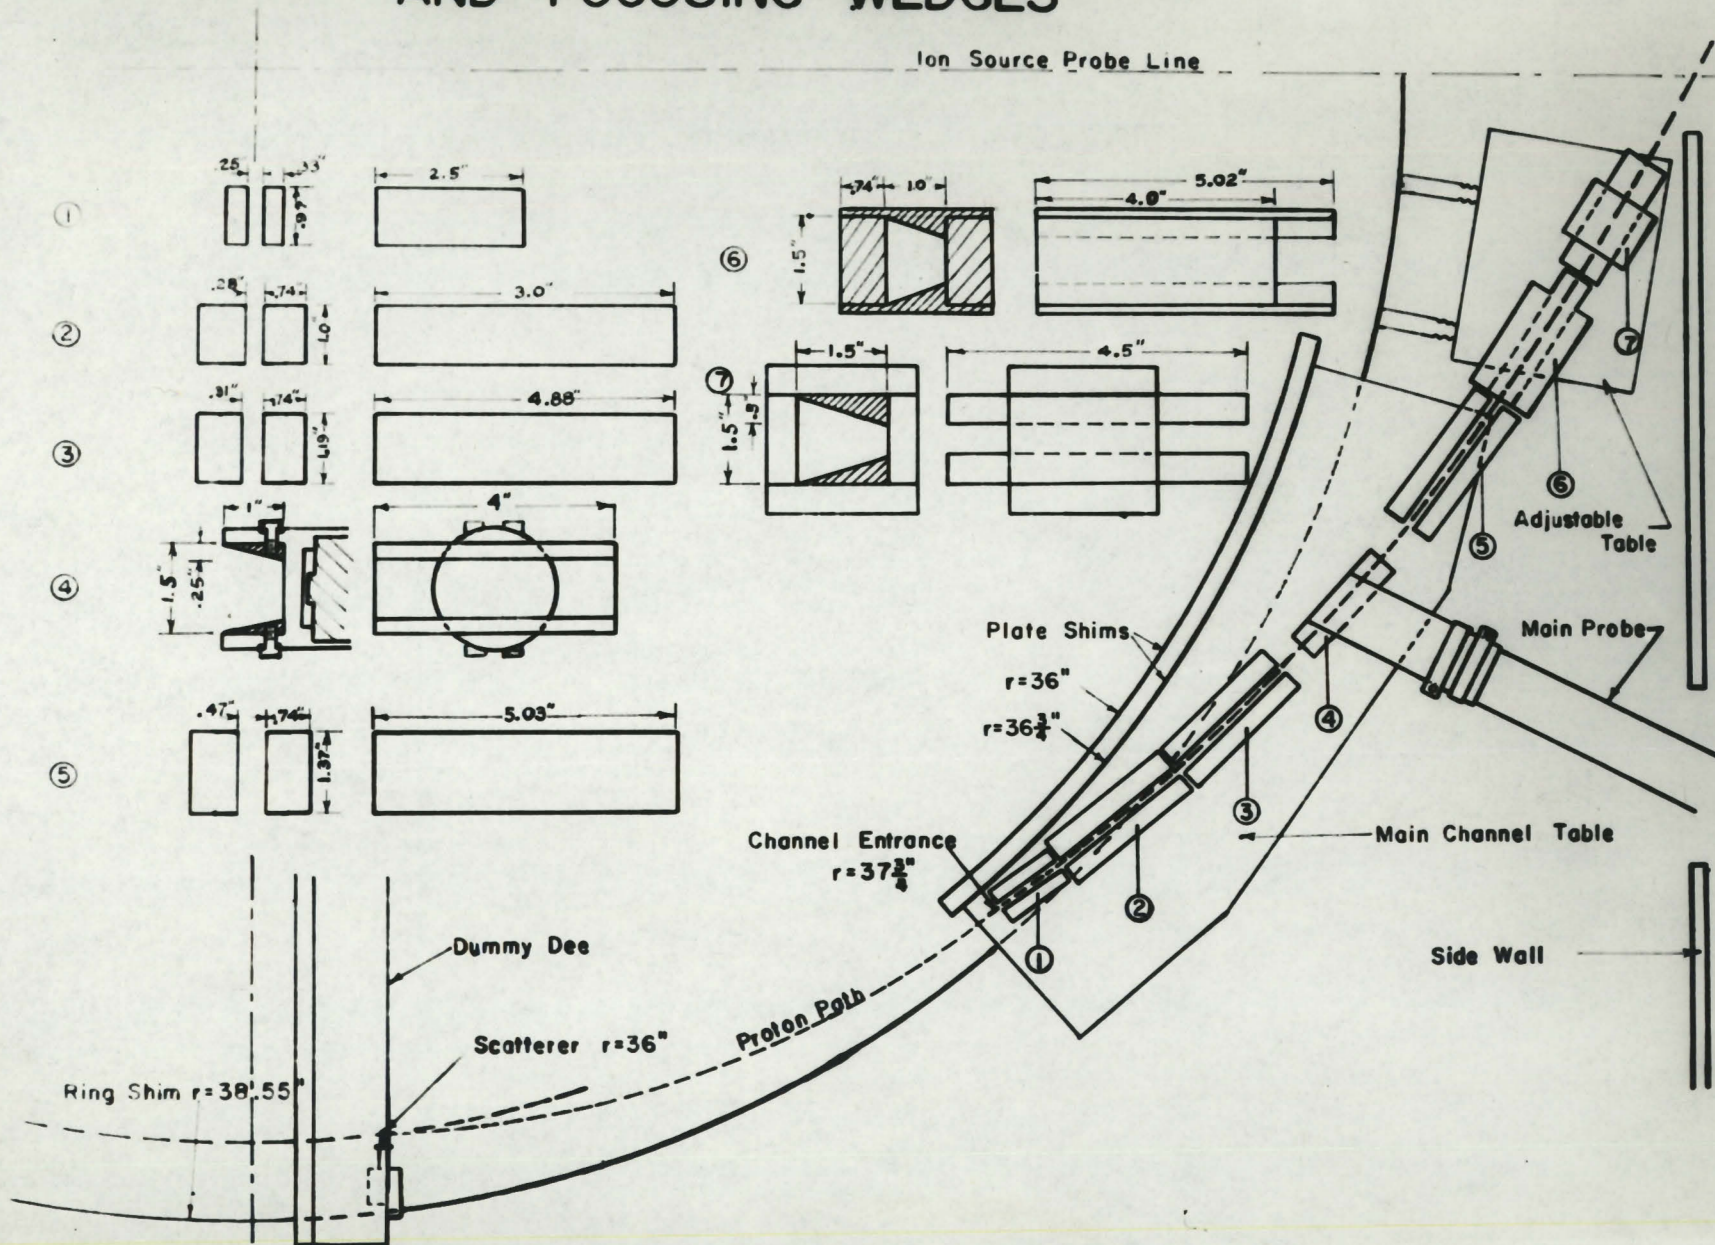 AND FOCUSING WEDGES
Ion Source Probe Line
①
.25"
.33"
.97"
2.5"
②
.28"
.74"
1.0"
3.0"
③
.31"
.74"
1.19"
4.88"
④
1"
1.5"
.25"
4"
⑤
.47"
.74"
1.37"
5.03"
⑥
.74"
1.0"
1.5"
5.02"
4.0"
⑦
1.5"
1.5"
4.5"
⑦
⑥
Adjustable
Table
⑤
Main Probe
④
Plate Shims
r=36"
r=36 3/4"
③
Main Channel Table
Channel Entrance
r=37 3/4"
②
①
Side Wall
Dummy Dee
Proton Path
Scatterer r=36"
Ring Shim r=38.55"